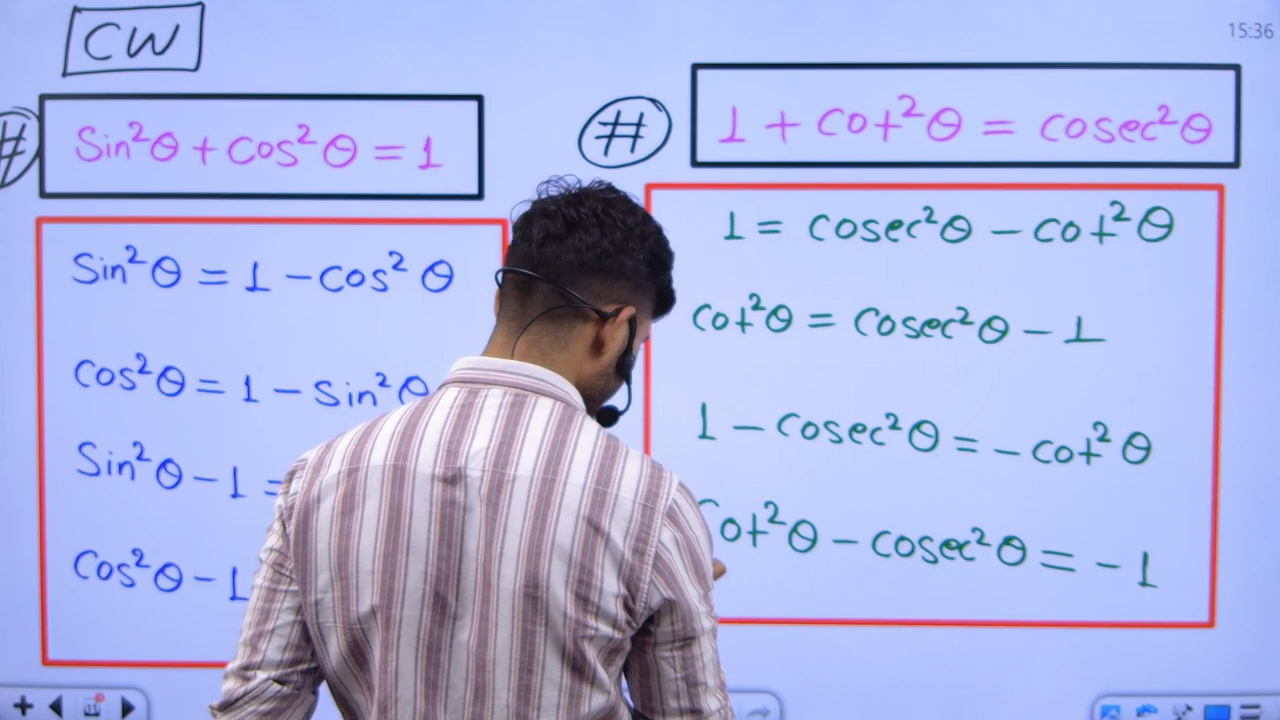 CW
15:36
# Sin²θ + cos²θ = 1
Sin²θ = 1 - cos²θ
cos²θ = 1 - Sin²θ
Sin²θ - 1 =
Cos²θ - 1
# 1 + cot²θ = cosec²θ
1 = cosec²θ - cot²θ
cot²θ = cosec²θ - 1
1 - cosec²θ = - cot²θ
Cot²θ - cosec²θ = - 1